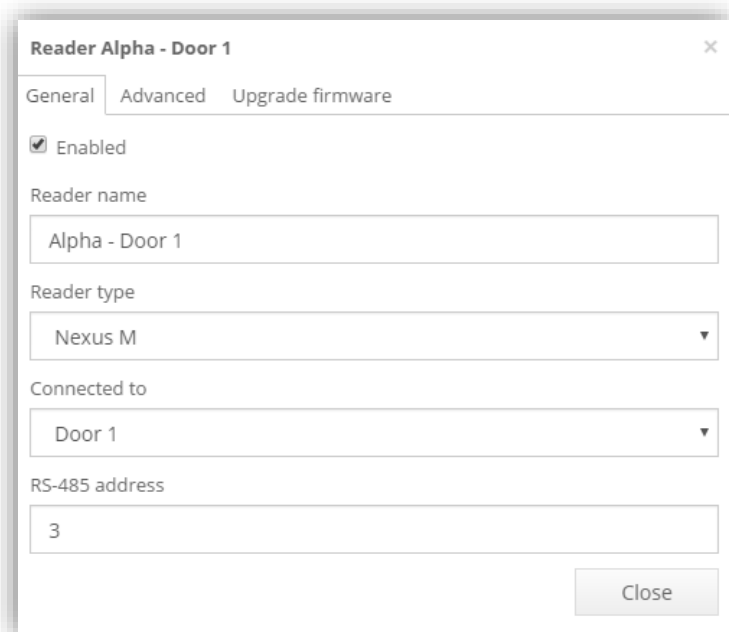 Reader Alpha - Door 1 ×
General Advanced Upgrade firmware
Enabled
Reader name
Alpha - Door 1
Reader type
Nexus M
Connected to
Door 1
RS-485 address
3
Close